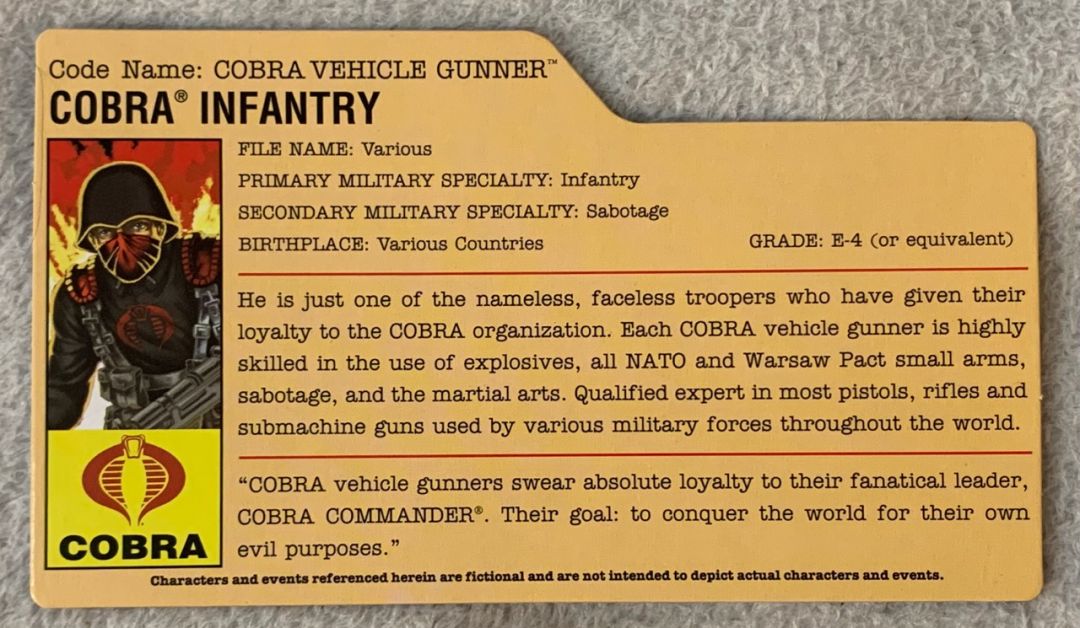 Code Name: COBRA VEHICLE GUNNER™
COBRA® INFANTRY
FILE NAME: Various
PRIMARY MILITARY SPECIALTY: Infantry
SECONDARY MILITARY SPECIALTY: Sabotage
BIRTHPLACE: Various Countries
GRADE: E-4 (or equivalent)
He is just one of the nameless, faceless troopers who have given their
loyalty to the COBRA organization. Each COBRA vehicle gunner is highly
skilled in the use of explosives, all NATO and Warsaw Pact small arms,
sabotage, and the martial arts. Qualified expert in most pistols, rifles and
submachine guns used by various military forces throughout the world.
COBRA
“COBRA vehicle gunners swear absolute loyalty to their fanatical leader,
COBRA COMMANDER®. Their goal: to conquer the world for their own
evil purposes.”
Characters and events referenced herein are fictional and are not intended to depict actual characters and events.